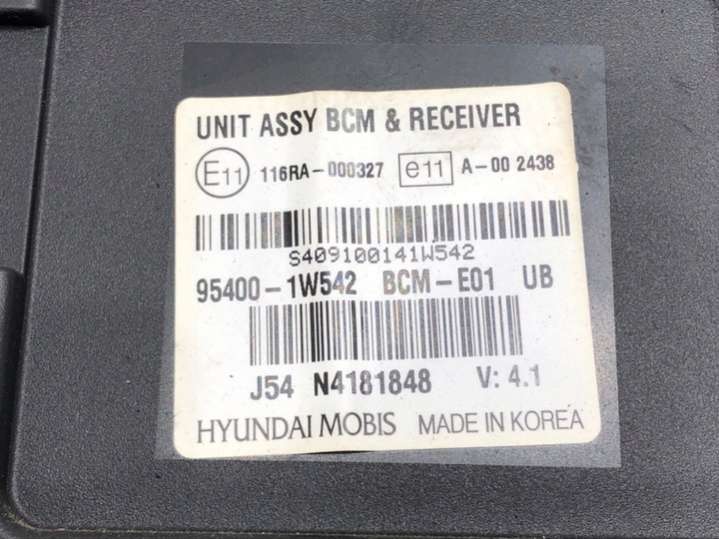 UNIT ASSY BCM & RECEIVER
E11 116RA-000327 e11 A-00 2438
S409100141W542
95400-1W542 BCM-E01 UB
J54 N4181848 V: 4.1
HYUNDAI MOBIS MADE IN KOREA